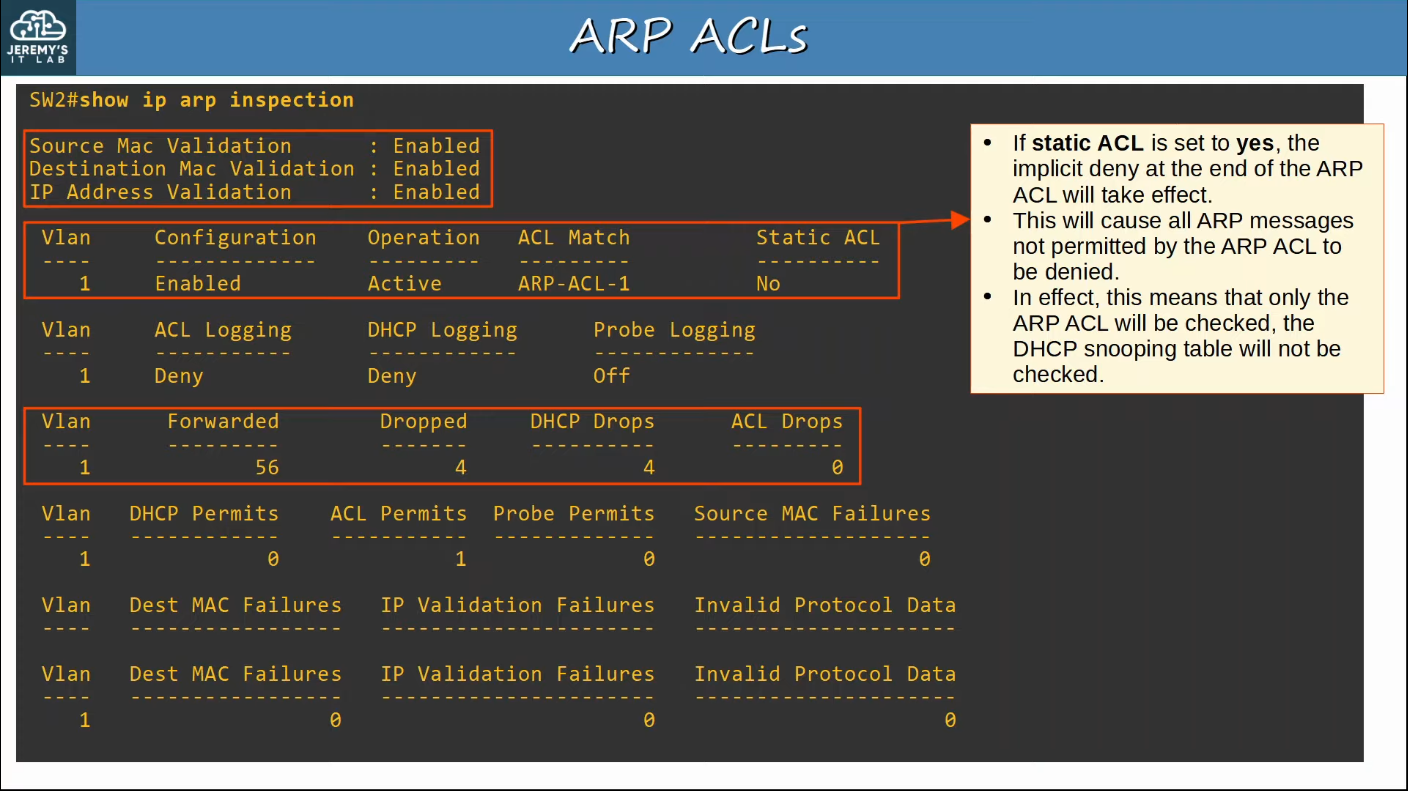 JEREMY'S
IT LAB
ARP ACLs
SW2#show ip arp inspection
Source Mac Validation : Enabled
Destination Mac Validation : Enabled
IP Address Validation : Enabled
Vlan Configuration Operation ACL Match Static ACL
---- ------------- --------- --------- ----------
1 Enabled Active ARP-ACL-1 No
Vlan ACL Logging DHCP Logging Probe Logging
---- ----------- ------------ -------------
1 Deny Deny Off
Vlan Forwarded Dropped DHCP Drops ACL Drops
---- --------- ------- ---------- ---------
1 56 4 4 0
Vlan DHCP Permits ACL Permits Probe Permits Source MAC Failures
---- ------------ ----------- ------------- -------------------
1 0 1 0 0
Vlan Dest MAC Failures IP Validation Failures Invalid Protocol Data
---- ----------------- ---------------------- ---------------------
Vlan Dest MAC Failures IP Validation Failures Invalid Protocol Data
---- ----------------- ---------------------- ---------------------
1 0 0 0
• If static ACL is set to yes, the
implicit deny at the end of the ARP
ACL will take effect.
• This will cause all ARP messages
not permitted by the ARP ACL to
be denied.
• In effect, this means that only the
ARP ACL will be checked, the
DHCP snooping table will not be
checked.